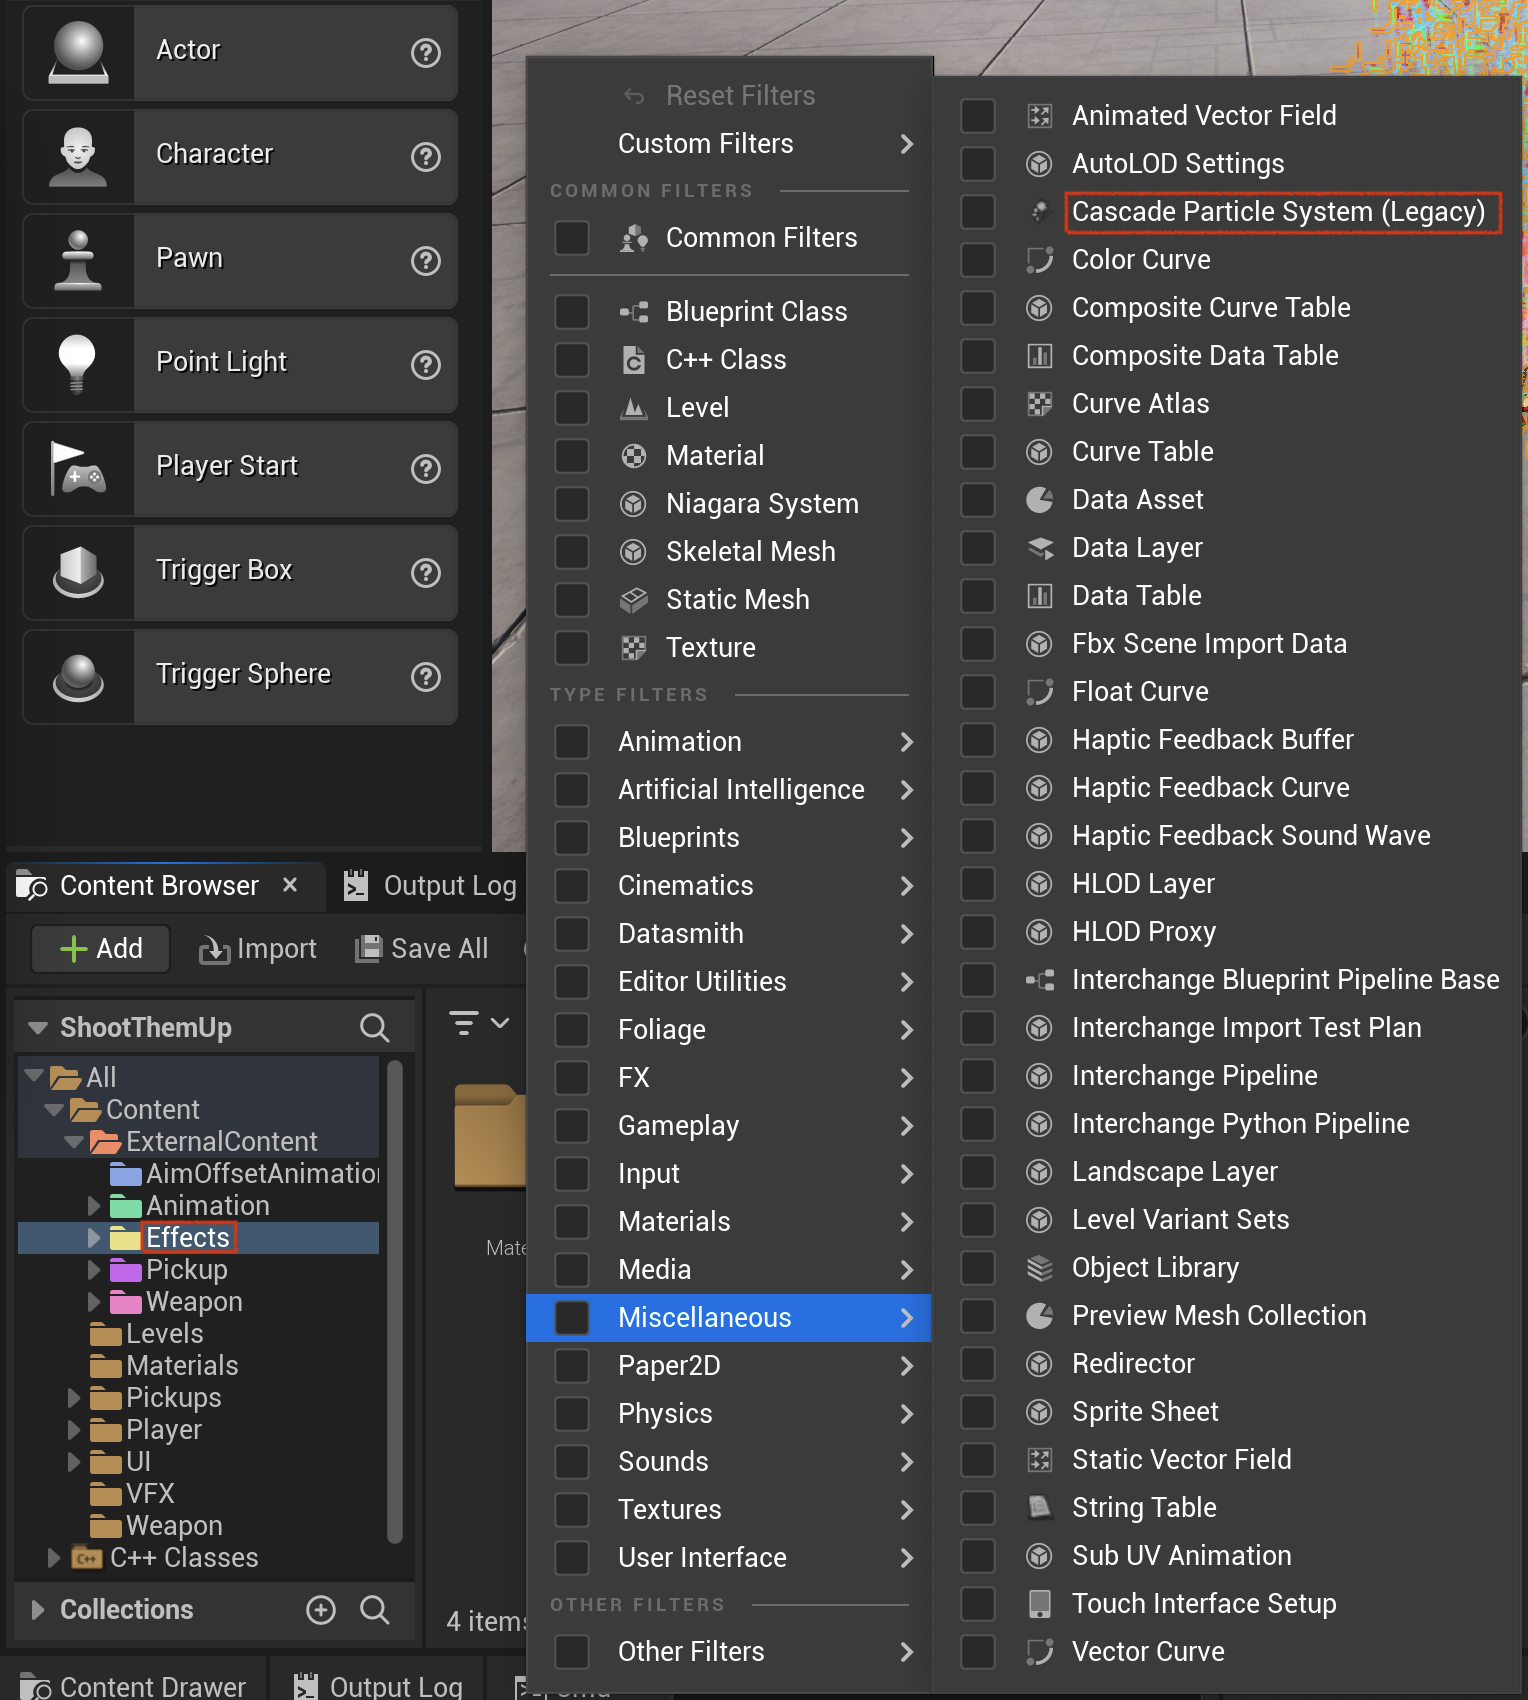 Actor
Character
Pawn
Point Light
Player Start
Trigger Box
Trigger Sphere
Reset Filters
Custom Filters
COMMON FILTERS
Common Filters
Blueprint Class
C++ Class
Level
Material
Niagara System
Skeletal Mesh
Static Mesh
Texture
TYPE FILTERS
Animation
Artificial Intelligence
Blueprints
Cinematics
Datasmith
Editor Utilities
Foliage
FX
Gameplay
Input
Materials
Media
Miscellaneous
Paper2D
Physics
Sounds
Textures
User Interface
OTHER FILTERS
Other Filters
Animated Vector Field
AutoLOD Settings
Cascade Particle System (Legacy)
Color Curve
Composite Curve Table
Composite Data Table
Curve Atlas
Curve Table
Data Asset
Data Layer
Data Table
Fbx Scene Import Data
Float Curve
Haptic Feedback Buffer
Haptic Feedback Curve
Haptic Feedback Sound Wave
HLOD Layer
HLOD Proxy
Interchange Blueprint Pipeline Base
Interchange Import Test Plan
Interchange Pipeline
Interchange Python Pipeline
Landscape Layer
Level Variant Sets
Object Library
Preview Mesh Collection
Redirector
Sprite Sheet
Static Vector Field
String Table
Sub UV Animation
Touch Interface Setup
Vector Curve
Content Browser
Output Log
Add
Import
Save All
ShootThemUp
All
Content
ExternalContent
AimOffsetAnimatio
Animation
Effects
Pickup
Weapon
Levels
Materials
Pickups
Player
UI
VFX
Weapon
C++ Classes
Collections
Mate
4 items
Content Drawer
Output Log